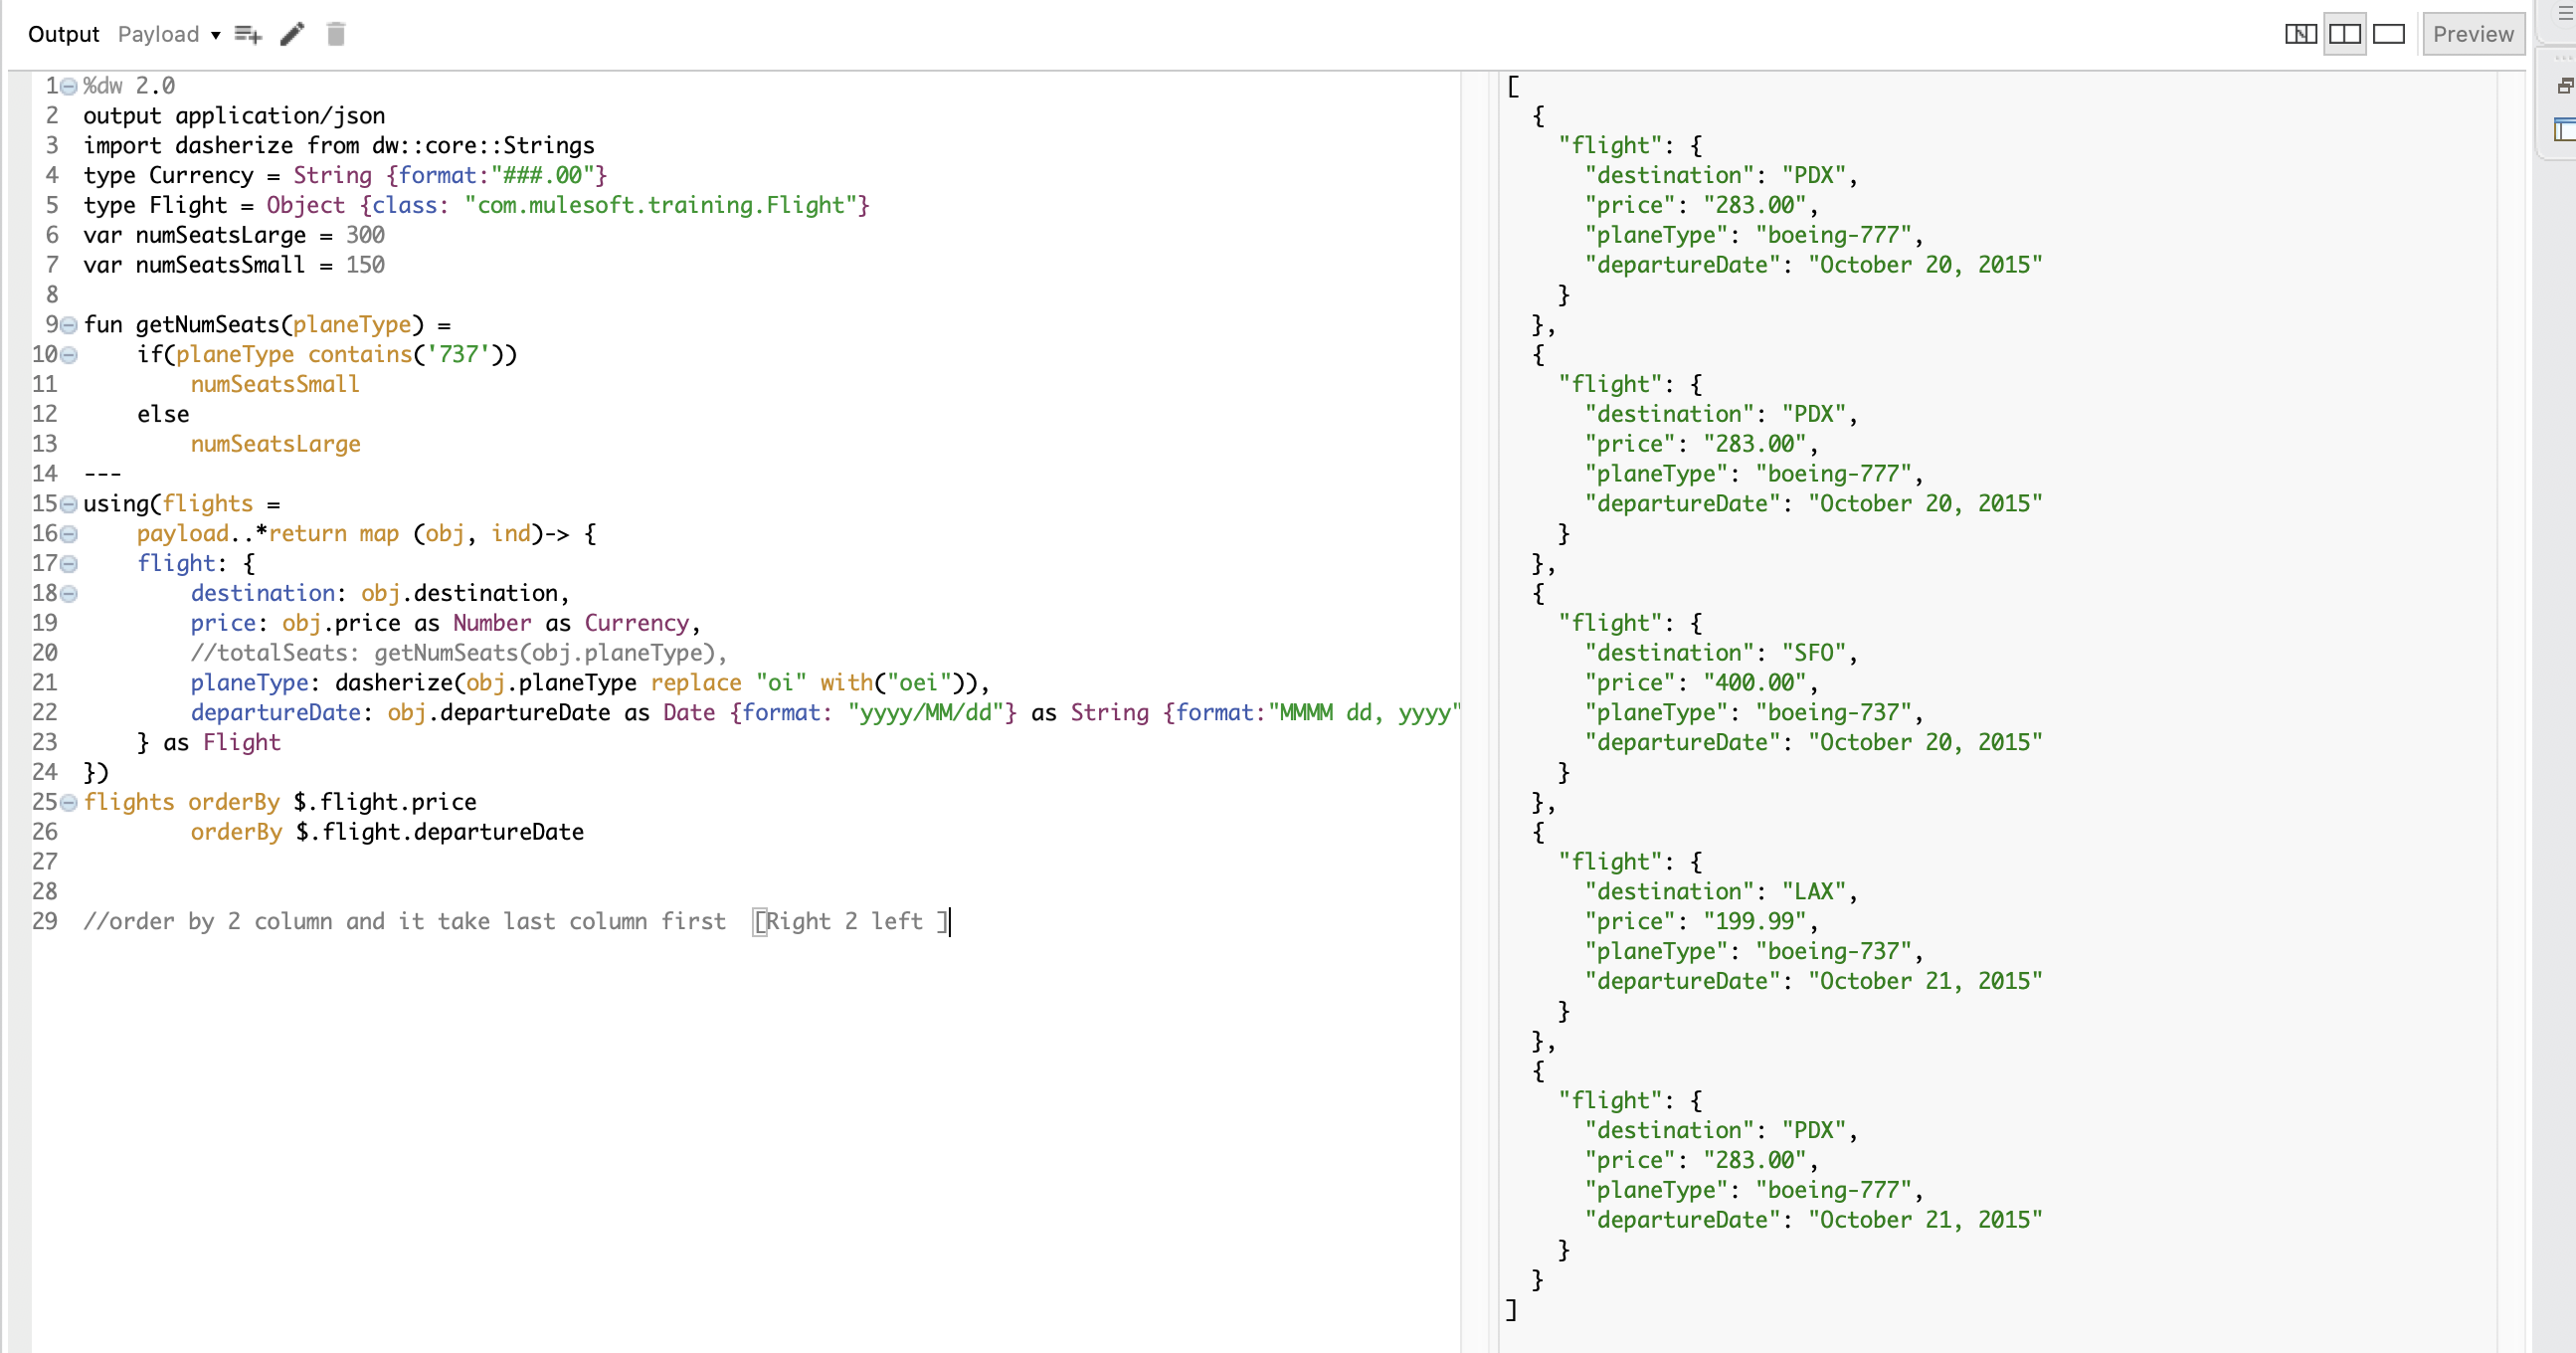 Output Payload Preview
1 %dw 2.0
2 output application/json
3 import dasherize from dw::core::Strings
4 type Currency = String {format:"###.00"}
5 type Flight = Object {class: "com.mulesoft.training.Flight"}
6 var numSeatsLarge = 300
7 var numSeatsSmall = 150
8
9 fun getNumSeats(planeType) =
10 if(planeType contains('737'))
11 numSeatsSmall
12 else
13 numSeatsLarge
14 ---
15 using(flights =
16 payload..*return map (obj, ind)-> {
17 flight: {
18 destination: obj.destination,
19 price: obj.price as Number as Currency,
20 //totalSeats: getNumSeats(obj.planeType),
21 planeType: dasherize(obj.planeType replace "oi" with("oei")),
22 departureDate: obj.departureDate as Date {format: "yyyy/MM/dd"} as String {format:"MMMM dd, yyyy"
23 } as Flight
24 })
25 flights orderBy $.flight.price
26 orderBy $.flight.departureDate
27
28
29 //order by 2 column and it take last column first [Right 2 left ]
[
{
"flight": {
"destination": "PDX",
"price": "283.00",
"planeType": "boeing-777",
"departureDate": "October 20, 2015"
}
},
{
"flight": {
"destination": "PDX",
"price": "283.00",
"planeType": "boeing-777",
"departureDate": "October 20, 2015"
}
},
{
"flight": {
"destination": "SFO",
"price": "400.00",
"planeType": "boeing-737",
"departureDate": "October 20, 2015"
}
},
{
"flight": {
"destination": "LAX",
"price": "199.99",
"planeType": "boeing-737",
"departureDate": "October 21, 2015"
}
},
{
"flight": {
"destination": "PDX",
"price": "283.00",
"planeType": "boeing-777",
"departureDate": "October 21, 2015"
}
}
]